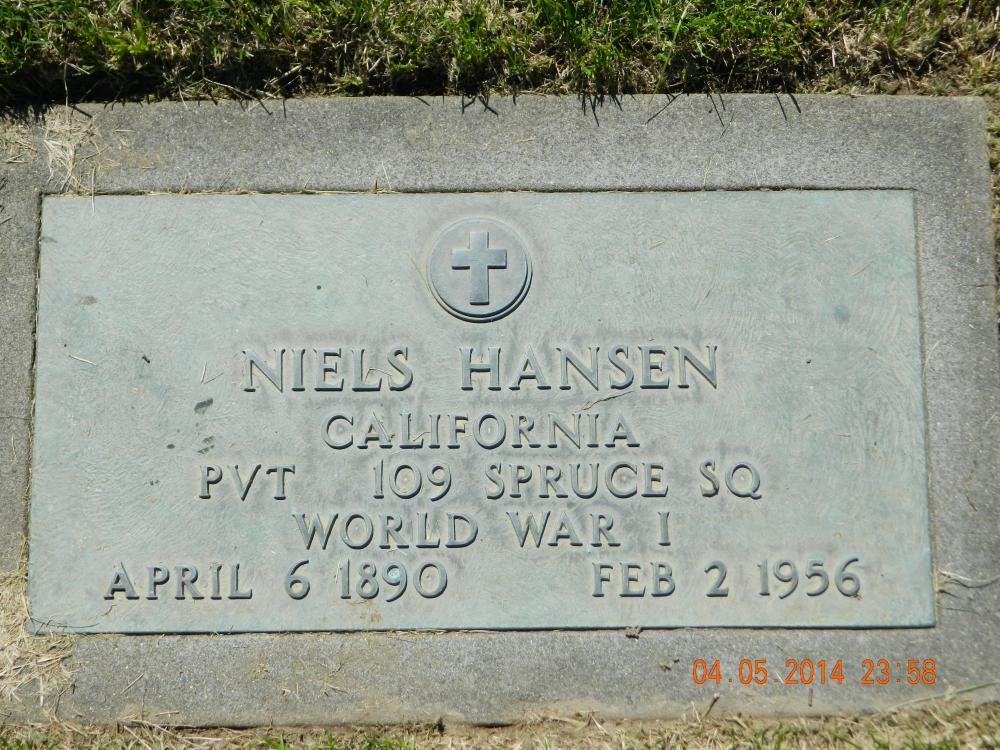 NIELS HANSEN
CALIFORNIA
PVT 109 SPRUCE SQ
WORLD WAR I
APRIL 6 1890 FEB 2 1956
04.05.2014 23:58